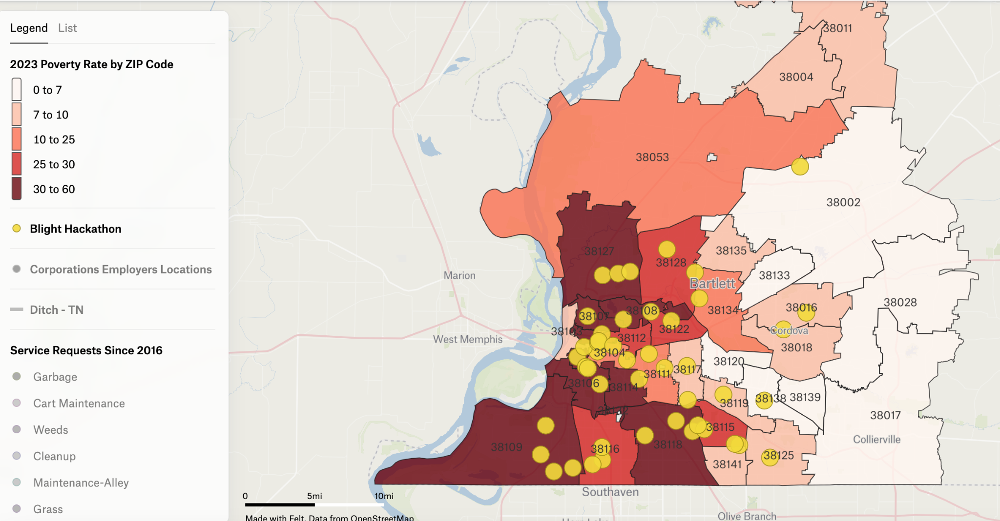 Legend List
2023 Poverty Rate by ZIP Code
0 to 7
7 to 10
10 to 25
25 to 30
30 to 60
Blight Hackathon
Corporations Employers Locations
Ditch - TN
Service Requests Since 2016
Garbage
Cart Maintenance
Weeds
Cleanup
Maintenance-Alley
Grass
38011
38004
38053
38002
38127
38135
38128
38133
Marion
Bartlett
38028
38108
38134
38016
38107
38122
38103
Cordova
West Memphis
38112
38018
38104
38120
38117
38111
38106
38114
38138
38139
38119
38132
38017
38115
Collierville
38109
38118
38116
38125
38141
Southaven
0 5mi 10mi
Olive Branch
Made with Felt. Data from OpenStreetMap